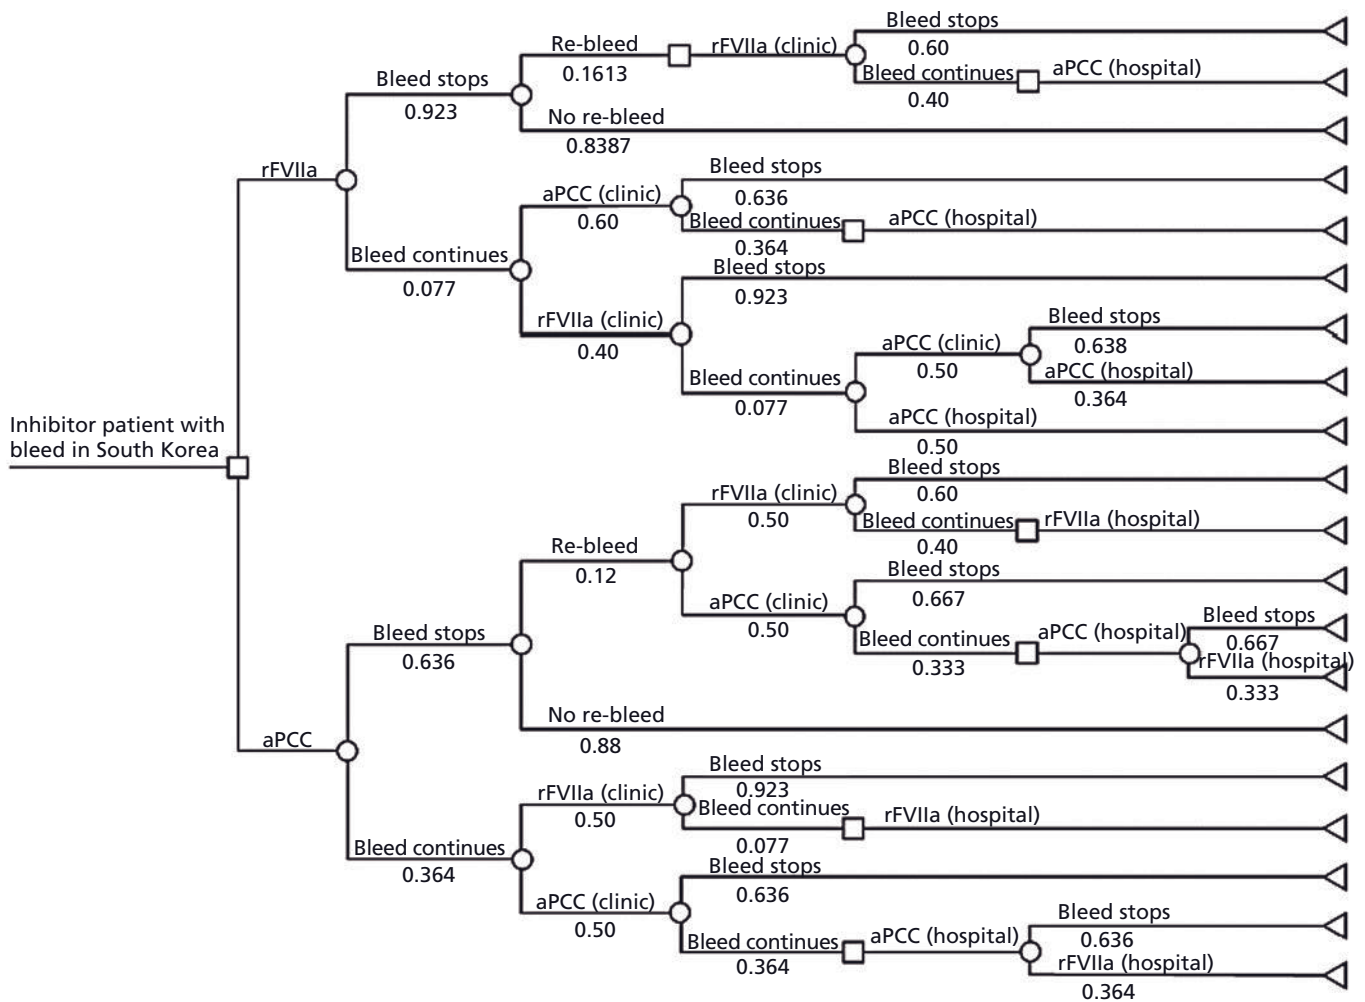 Bleed stops
0.60
Re-bleed
0.1613
rFVIIa (clinic)
Bleed continues
0.40
aPCC (hospital)
Bleed stops
0.923
No re-bleed
0.8387
rFVIIa
Bleed stops
0.636
aPCC (clinic)
0.60
Bleed continues
0.364
aPCC (hospital)
Bleed continues
0.077
Bleed stops
0.923
rFVIIa (clinic)
0.40
Bleed stops
0.638
aPCC (clinic)
0.50
aPCC (hospital)
0.364
Bleed continues
0.077
aPCC (hospital)
0.50
Inhibitor patient with
bleed in South Korea
Bleed stops
0.60
rFVIIa (clinic)
0.50
Bleed continues
0.40
rFVIIa (hospital)
Re-bleed
0.12
Bleed stops
0.667
aPCC (clinic)
0.50
Bleed continues
0.333
aPCC (hospital)
Bleed stops
0.667
rFVIIa (hospital)
0.333
Bleed stops
0.636
No re-bleed
0.88
aPCC
Bleed stops
0.923
rFVIIa (clinic)
0.50
Bleed continues
0.077
rFVIIa (hospital)
Bleed continues
0.364
Bleed stops
0.636
aPCC (clinic)
0.50
Bleed continues
0.364
aPCC (hospital)
Bleed stops
0.636
rFVIIa (hospital)
0.364